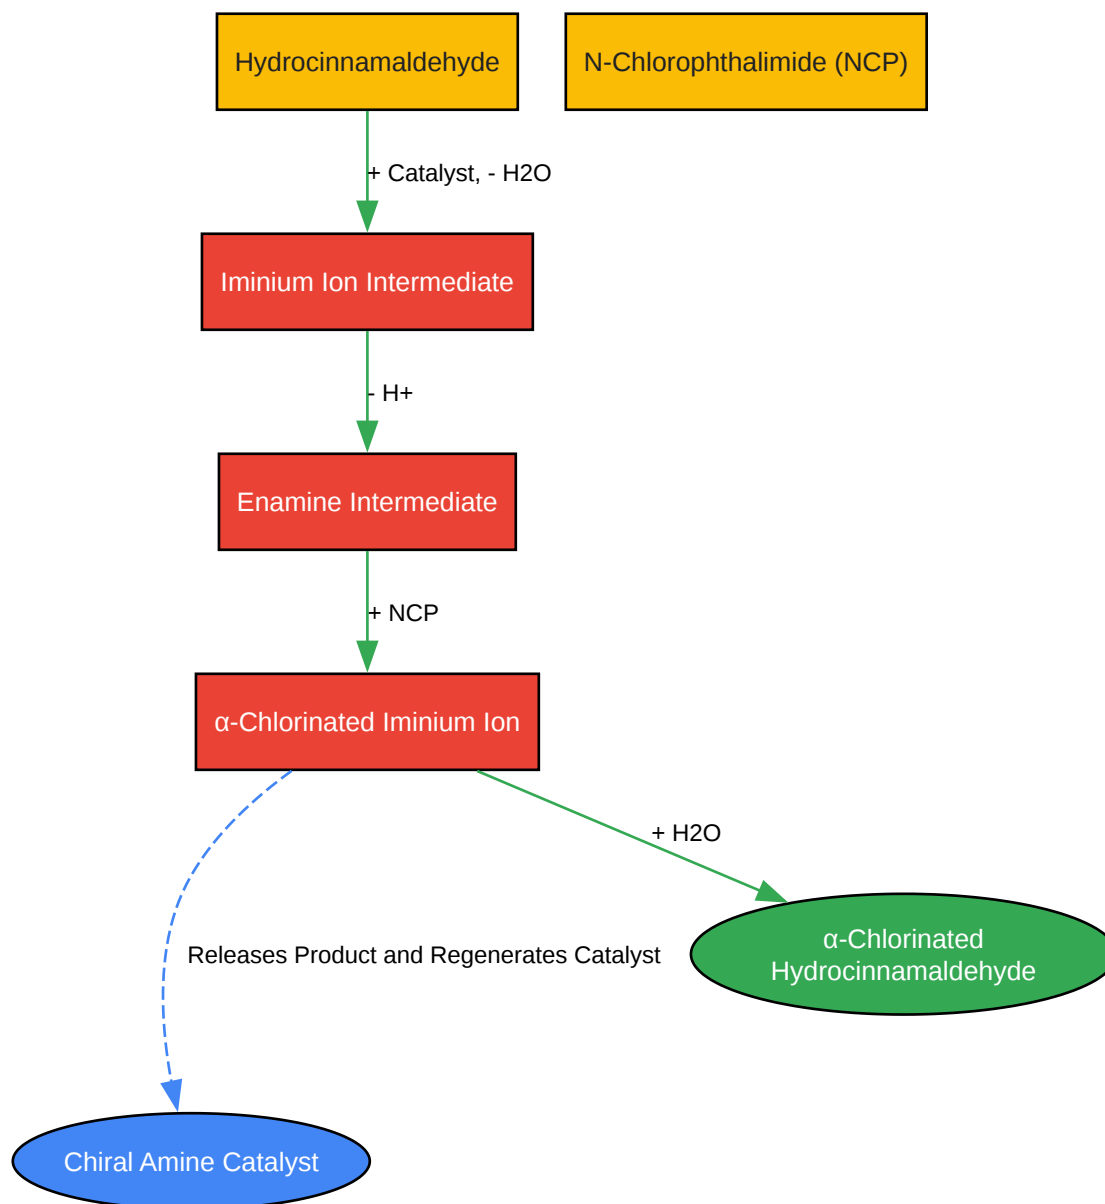 Hydrocinnamaldehyde
N-Chlorophthalimide (NCP)
+ Catalyst, - H2O
Iminium Ion Intermediate
- H+
Enamine Intermediate
+ NCP
α-Chlorinated Iminium Ion
+ H2O
α-Chlorinated
Hydrocinnamaldehyde
Releases Product and Regenerates Catalyst
Chiral Amine Catalyst